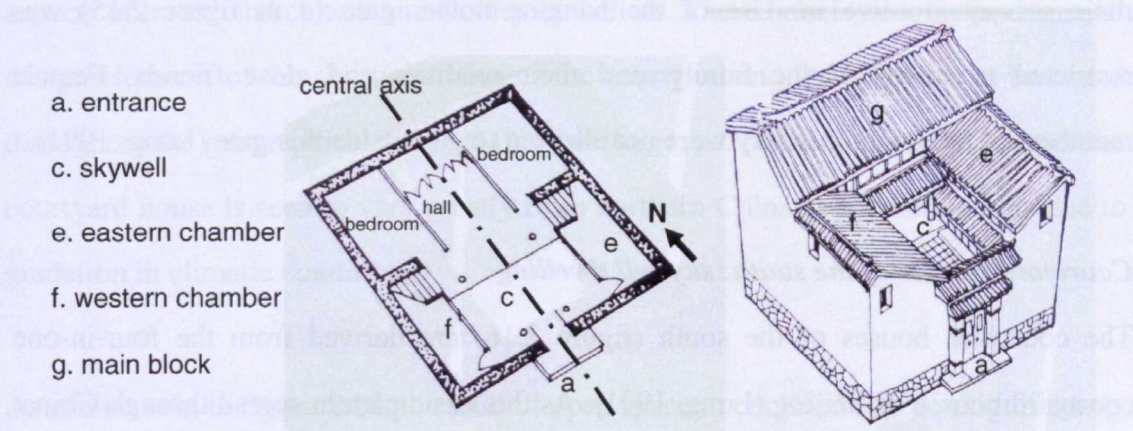 a. entrance
c. skywell
e. eastern chamber
f. western chamber
g. main block
central axis
bedroom
hall
bedroom
N
e
c
f
a
g
e
f
c
a